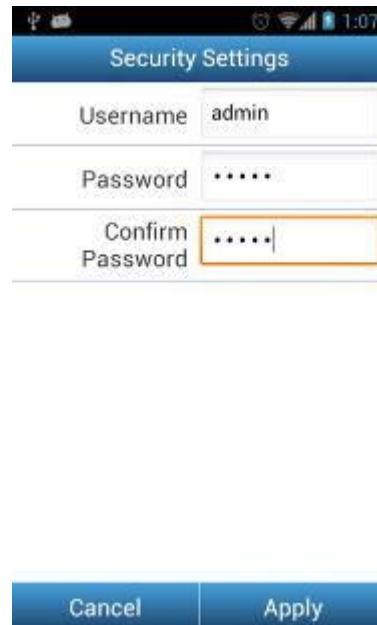 1:07
Security Settings
Username admin
Password •••••
Confirm
Password •••••
Cancel Apply